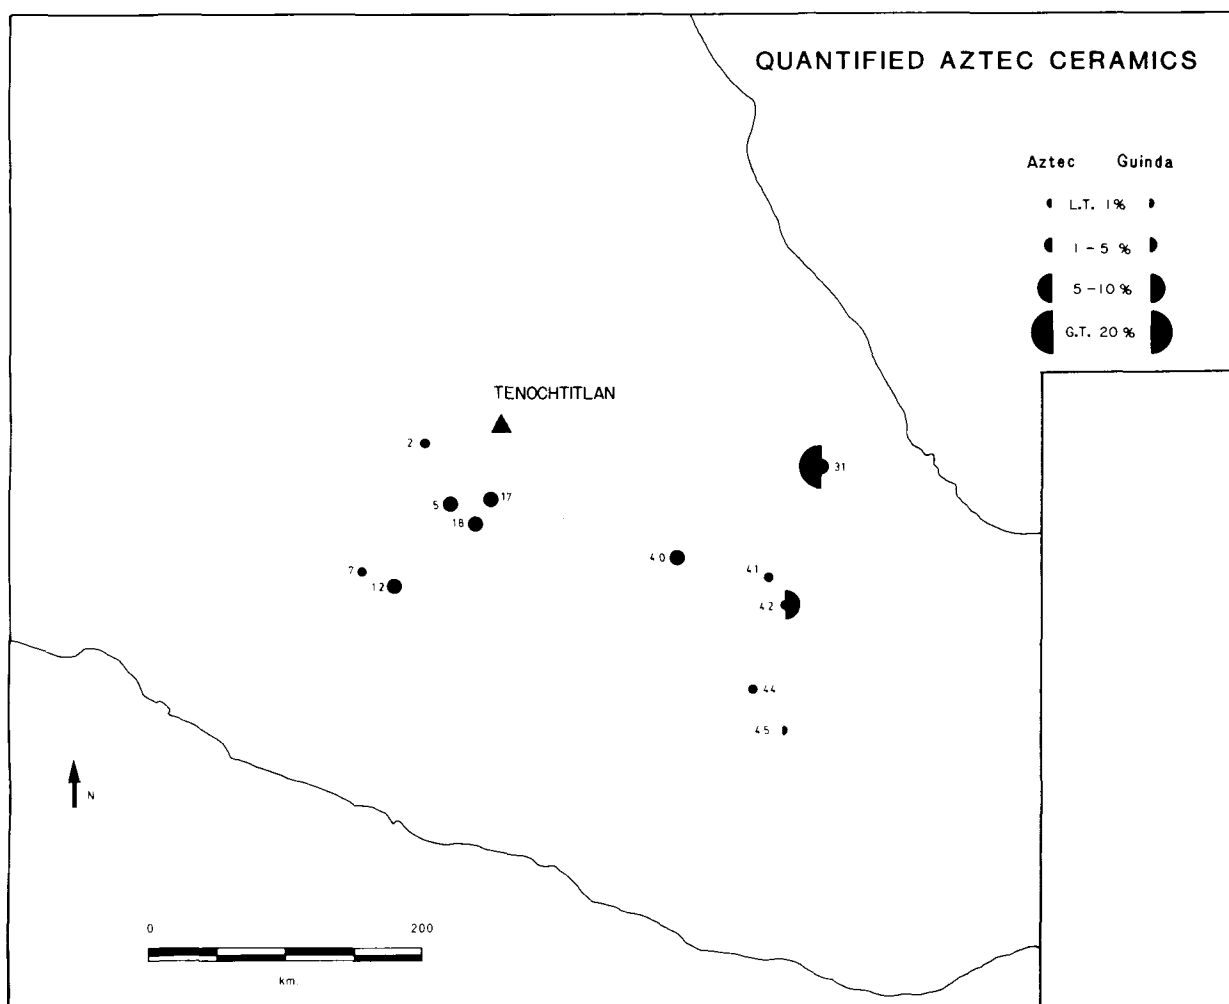 QUANTIFIED AZTEC CERAMICS
Aztec Guinda
L.T. 1%
1-5 %
5-10%
G.T. 20%
TENOCHTITLAN
2
31
5
17
18
40
7
41
12
42
44
45
N
0 200
km.